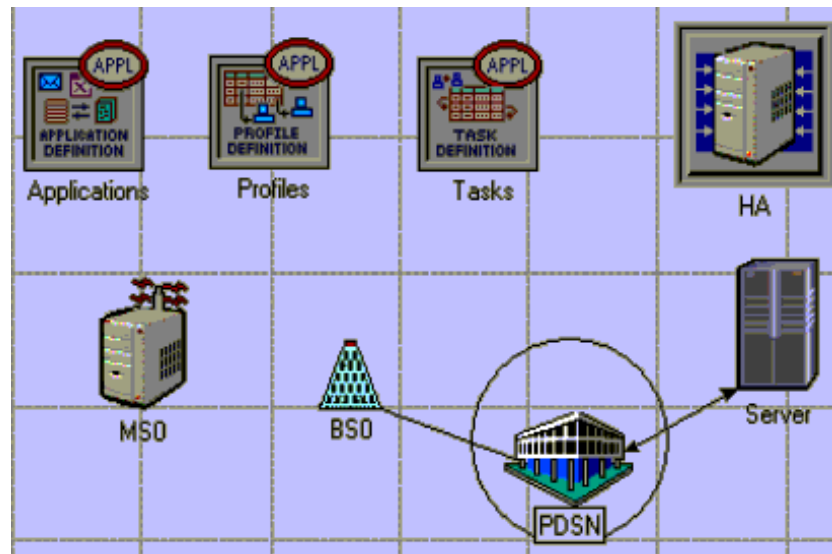 APPL
APPL
APPL
APPLICATION
DEFINITION
PROFILE
DEFINITION
TASK
DEFINITION
Applications
Profiles
Tasks
HA
MS0
BS0
Server
PDSN